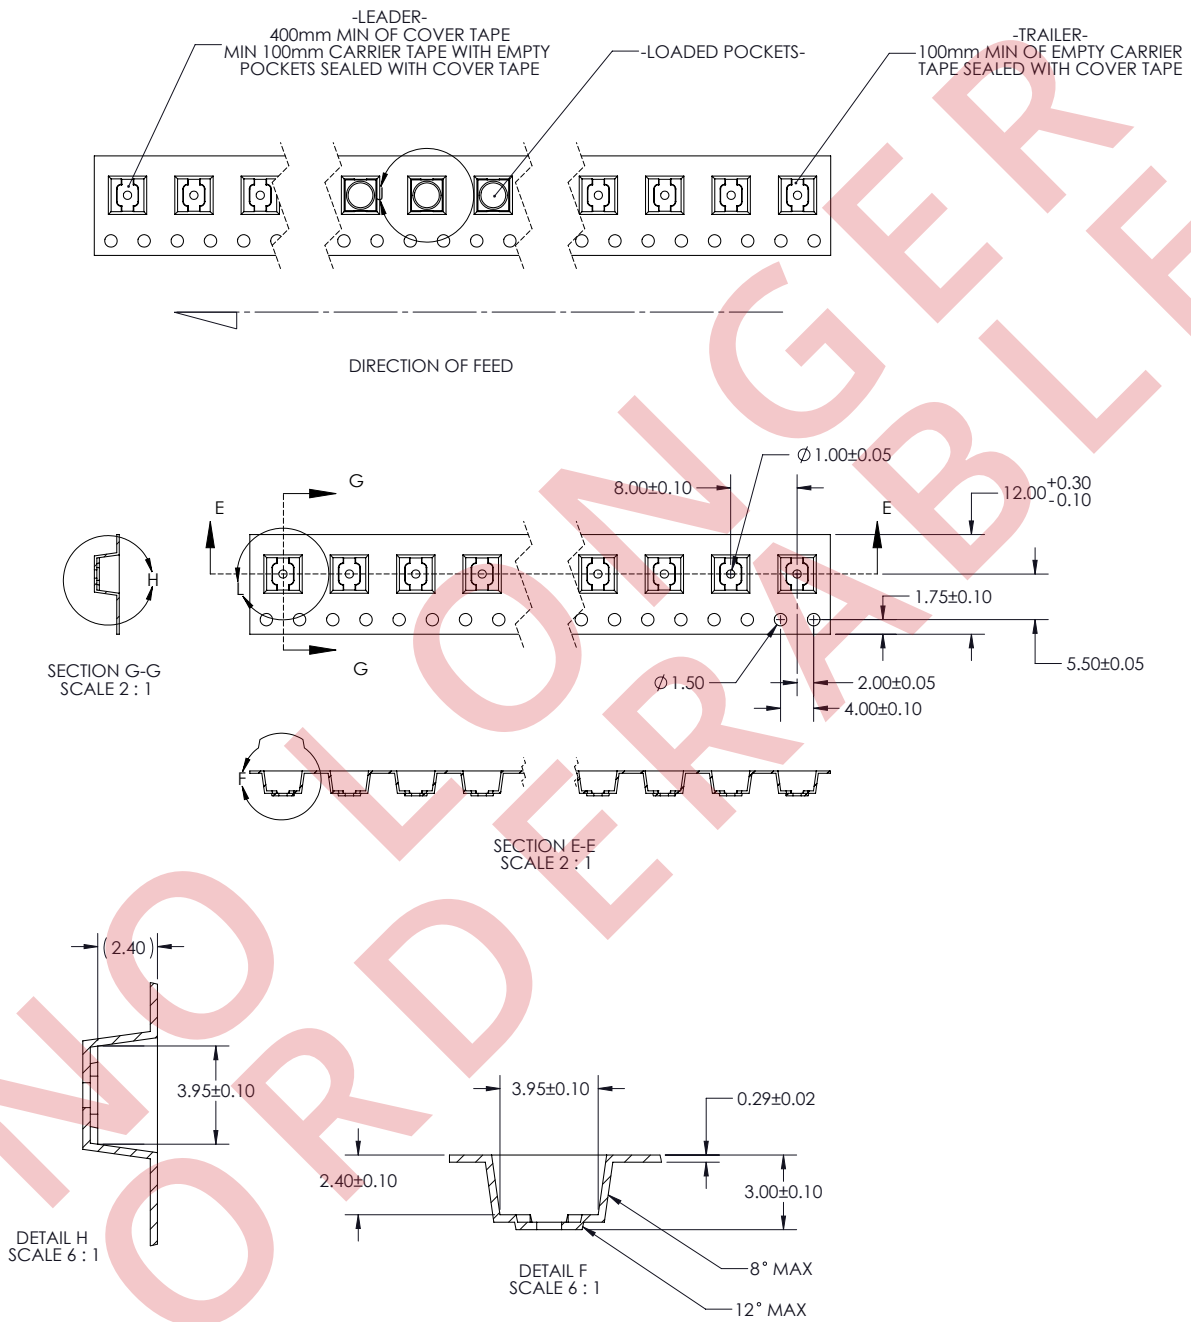 -LEADER-
400mm MIN OF COVER TAPE
MIN 100mm CARRIER TAPE WITH EMPTY
POCKETS SEALED WITH COVER TAPE
-LOADED POCKETS-
-TRAILER-
100mm MIN OF EMPTY CARRIER
TAPE SEALED WITH COVER TAPE
DIRECTION OF FEED
G
E
8.00±0.10
Ø1.00±0.05
E
12.00 +0.30
-0.10
H
L
1.75±0.10
5.50±0.05
G
SECTION G-G
SCALE 2 : 1
Ø1.50
2.00±0.05
4.00±0.10
F
SECTION E-E
SCALE 2 : 1
(2.40)
3.95±0.10
DETAIL H
SCALE 6 : 1
3.95±0.10
0.29±0.02
2.40±0.10
3.00±0.10
8° MAX
12° MAX
DETAIL F
SCALE 6 : 1
NO LONGER
ORDERABLE